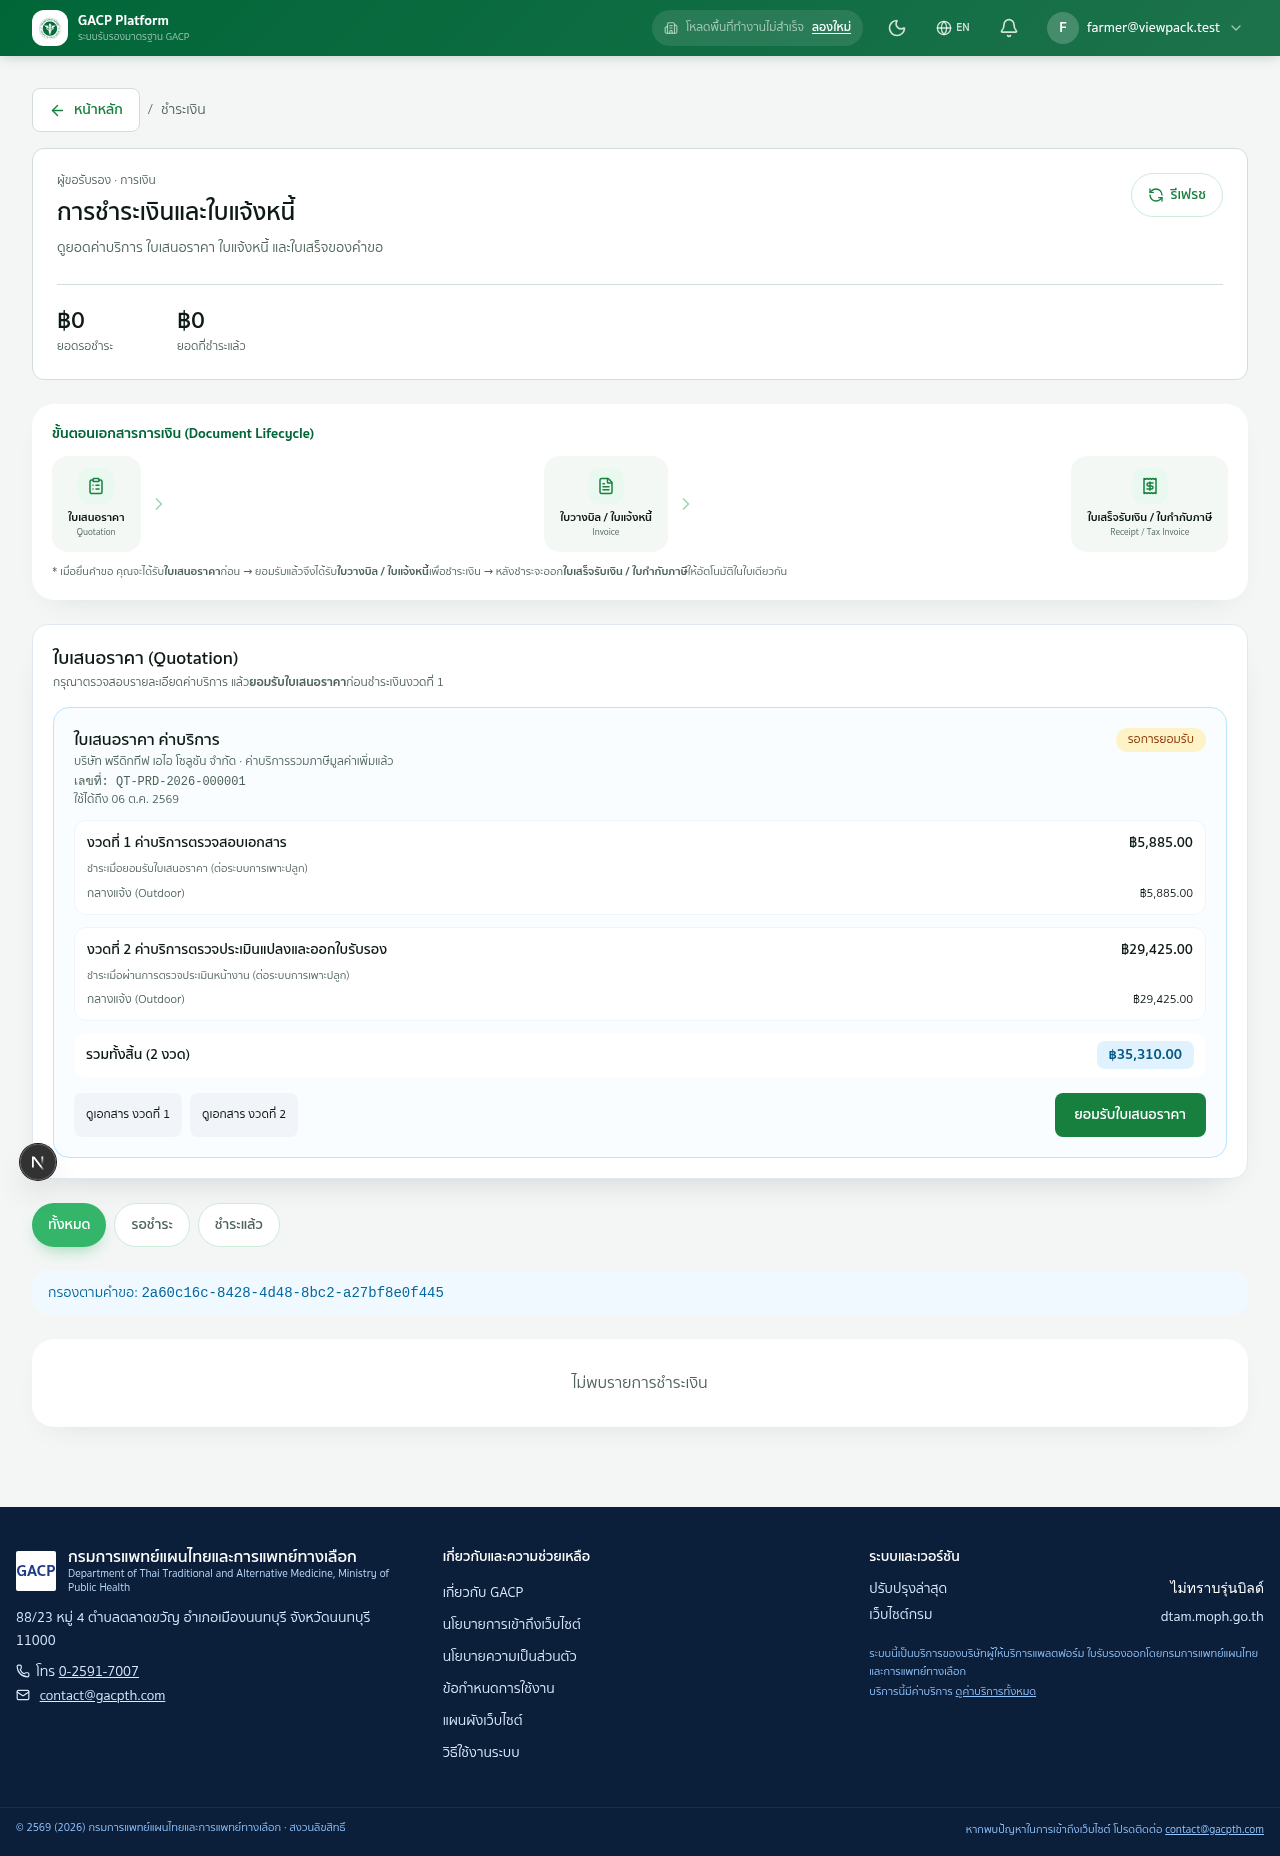 GACP Platform
ระบบรับรองมาตรฐาน GACP
โหลดพื้นที่ทำงานไม่สำเร็จ ลองใหม่
EN
F farmer@viewpack.test
หน้าหลัก / ชำระเงิน
ผู้ขอรับรอง · การเงิน
การชำระเงินและใบแจ้งหนี้
รีเฟรช
ดูยอดค่าบริการ ใบเสนอราคา ใบแจ้งหนี้ และใบเสร็จของคำขอ
฿0
ยอดรอชำระ
฿0
ยอดที่ชำระแล้ว
ขั้นตอนเอกสารการเงิน (Document Lifecycle)
ใบเสนอราคา
Quotation
ใบวางบิล / ใบแจ้งหนี้
Invoice
ใบเสร็จรับเงิน / ใบกำกับภาษี
Receipt / Tax Invoice
* เมื่อยื่นคำขอ คุณจะได้รับใบเสนอราคาก่อน → ยอมรับแล้วจึงได้รับใบวางบิล / ใบแจ้งหนี้เพื่อชำระเงิน → หลังชำระจะออกใบเสร็จรับเงิน / ใบกำกับภาษีให้อัตโนมัติในใบเดียวกัน
ใบเสนอราคา (Quotation)
กรุณาตรวจสอบรายละเอียดค่าบริการ แล้วยอมรับใบเสนอราคาก่อนชำระเงินงวดที่ 1
ใบเสนอราคา ค่าบริการ
รอการยอมรับ
บริษัท พรีดิกทีฟ เอไอ โซลูชัน จำกัด · ค่าบริการรวมภาษีมูลค่าเพิ่มแล้ว
เลขที่: QT-PRD-2026-000001
ใช้ได้ถึง 06 ต.ค. 2569
งวดที่ 1 ค่าบริการตรวจสอบเอกสาร ฿5,885.00
ชำระเมื่อยอมรับใบเสนอราคา (ต่อระบบการเพาะปลูก)
กลางแจ้ง (Outdoor) ฿5,885.00
งวดที่ 2 ค่าบริการตรวจประเมินแปลงและออกใบรับรอง ฿29,425.00
ชำระเมื่อผ่านการตรวจประเมินหน้างาน (ต่อระบบการเพาะปลูก)
กลางแจ้ง (Outdoor) ฿29,425.00
รวมทั้งสิ้น (2 งวด) ฿35,310.00
ดูเอกสาร งวดที่ 1
ดูเอกสาร งวดที่ 2
ยอมรับใบเสนอราคา
N
ทั้งหมด
รอชำระ
ชำระแล้ว
กรองตามคำขอ: 2a60c16c-8428-4d48-8bc2-a27bf8e0f445
ไม่พบรายการชำระเงิน
GACP
กรมการแพทย์แผนไทยและการแพทย์ทางเลือก
Department of Thai Traditional and Alternative Medicine, Ministry of
Public Health
88/23 หมู่ 4 ตำบลตลาดขวัญ อำเภอเมืองนนทบุรี จังหวัดนนทบุรี
11000
โทร 0-2591-7007
contact@gacpth.com
เกี่ยวกับและความช่วยเหลือ
เกี่ยวกับ GACP
นโยบายการเข้าถึงเว็บไซต์
นโยบายความเป็นส่วนตัว
ข้อกำหนดการใช้งาน
แผนผังเว็บไซต์
วิธีใช้งานระบบ
ระบบและเวอร์ชัน
ปรับปรุงล่าสุด ไม่ทราบรุ่นบิลด์
เว็บไซต์กรม dtam.moph.go.th
ระบบนี้เป็นบริการของบริษัทผู้ให้บริการแพลตฟอร์ม ใบรับรองออกโดยกรมการแพทย์แผนไทย
และการแพทย์ทางเลือก
บริการนี้มีค่าบริการ ดูค่าบริการทั้งหมด
© 2569 (2026) กรมการแพทย์แผนไทยและการแพทย์ทางเลือก · สงวนลิขสิทธิ์
หากพบปัญหาในการเข้าถึงเว็บไซต์ โปรดติดต่อ contact@gacpth.com